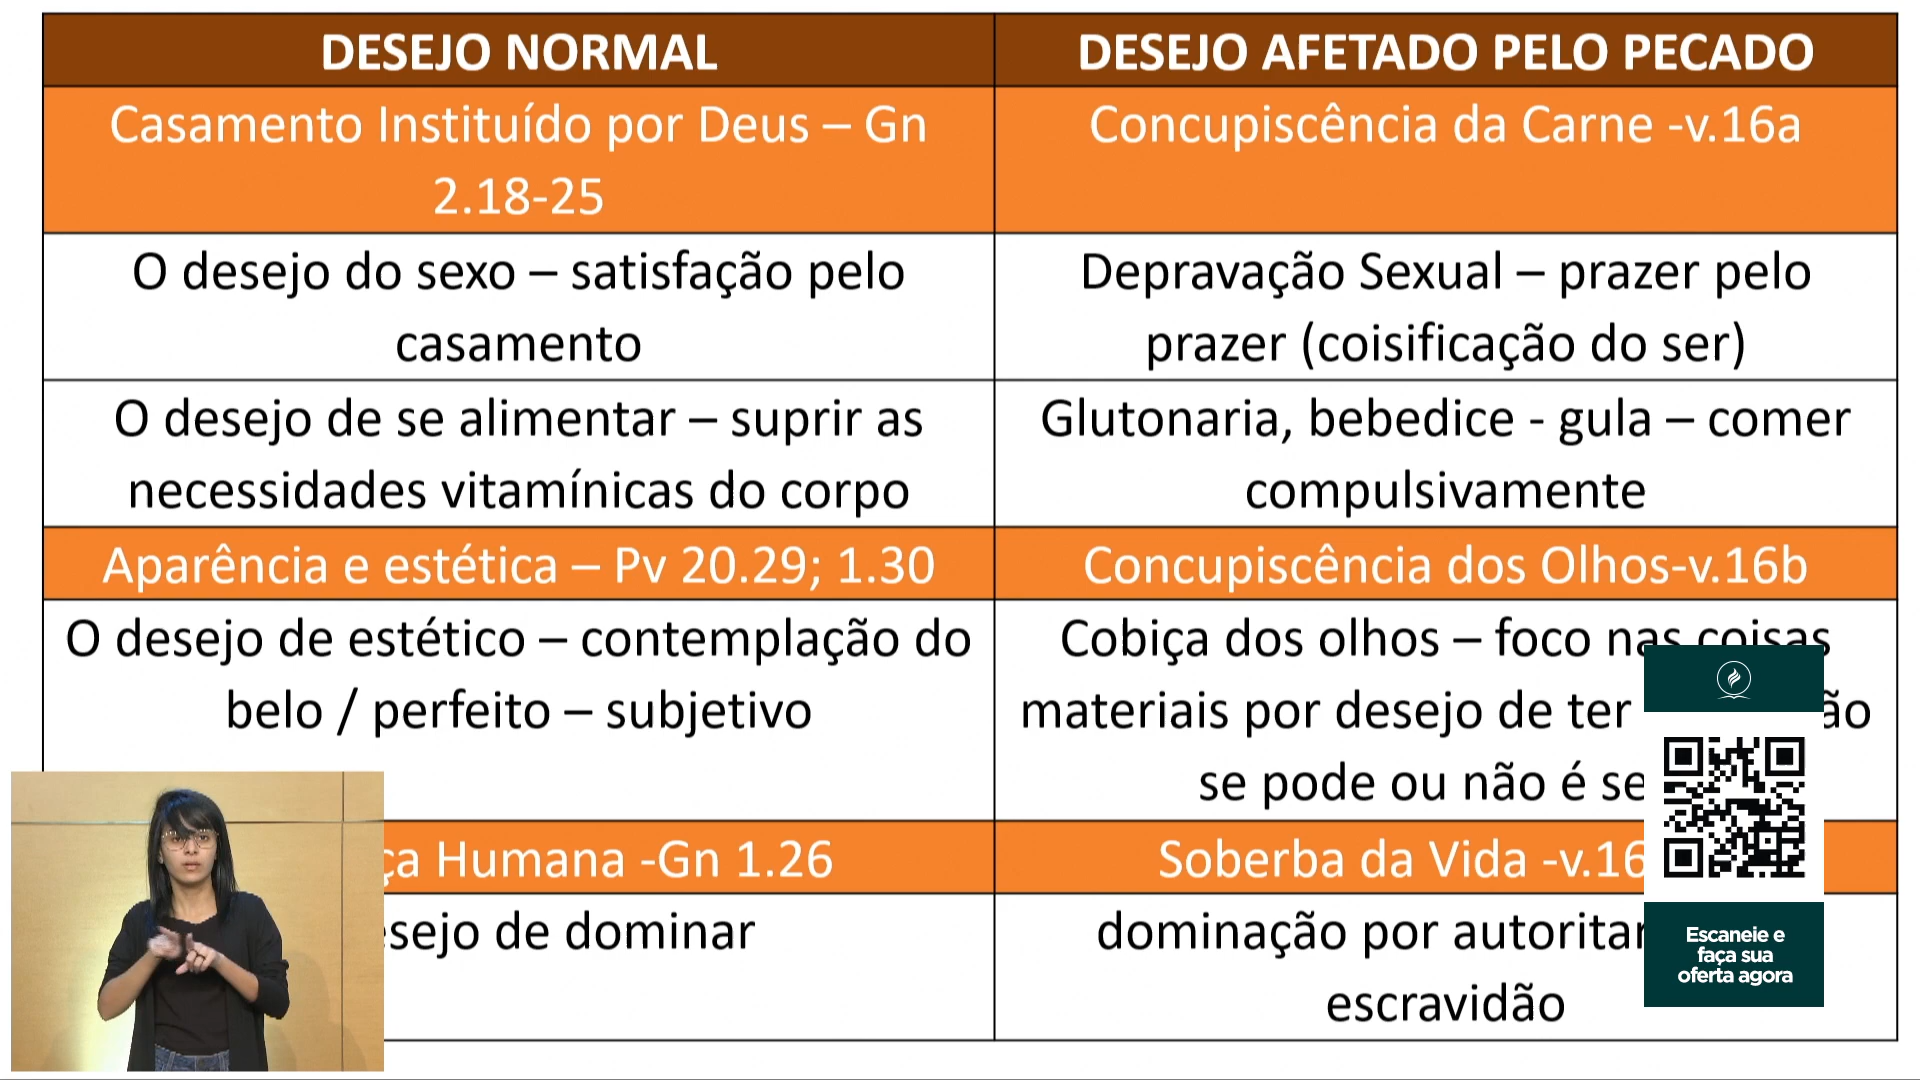 DESEJO NORMAL
DESEJO AFETADO PELO PECADO
Casamento Instituído por Deus – Gn
2.18-25
Concupiscência da Carne -v.16a
O desejo do sexo – satisfação pelo
casamento
Depravação Sexual – prazer pelo
prazer (coisificação do ser)
O desejo de se alimentar – suprir as
necessidades vitamínicas do corpo
Glutonaria, bebedice - gula – comer
compulsivamente
Aparência e estética – Pv 20.29; 1.30
Concupiscência dos Olhos-v.16b
O desejo de estético – contemplação do
belo / perfeito – subjetivo
Cobiça dos olhos – foco nas coisas
materiais por desejo de ter
se pode ou não é
Humana -Gn 1.26
Soberba da Vida -v.16
de dominar
dominação por
escravidão
Escaneie e
faça sua
oferta agora